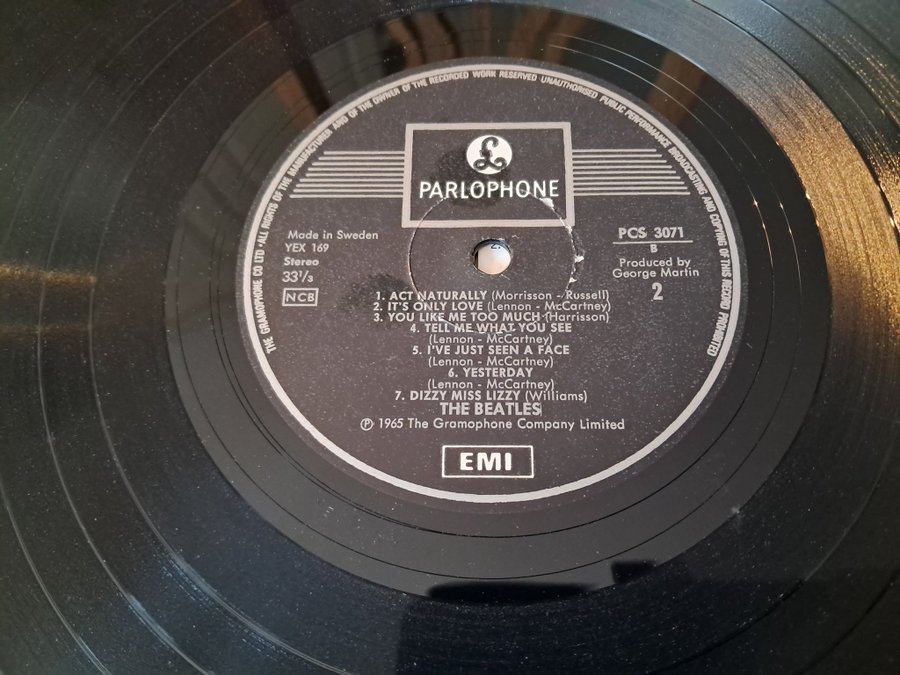 THE GRAMOPHONE CO LTD • ALL RIGHTS OF THE MANUFACTURER AND OF THE OWNER OF THE RECORDED WORK RESERVED UNAUTHORISED PUBLIC PERFORMANCE BROADCASTING AND COPYING OF THIS RECORD PROHIBITED
£
PARLOPHONE
Made in Sweden
YEX 169
Stereo
33⅓
NCB
PCS 3071
B
Produced by
George Martin
2
1. ACT NATURALLY (Morrisson - Russell)
2. IT'S ONLY LOVE (Lennon - McCartney)
3. YOU LIKE ME TOO MUCH (Harrisson)
4. TELL ME WHAT YOU SEE
(Lennon - McCartney)
5. I'VE JUST SEEN A FACE
(Lennon - McCartney)
6. YESTERDAY
(Lennon - McCartney)
7. DIZZY MISS LIZZY (Williams)
THE BEATLES
℗ 1965 The Gramophone Company Limited
EMI